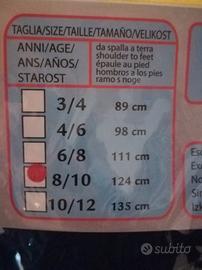 TAGLIA/SIZE/TAILLE/TAMAÑO/VELIKOST
ANNI/AGE/
ANS/AÑOS/
STAROST
da spalla a terra
shoulder to feet
épaule au pied
hombros a los pies
ramo s noge
3/4 89 cm
4/6 98 cm
6/8 111 cm
8/10 124 cm
10/12 135 cm
subito